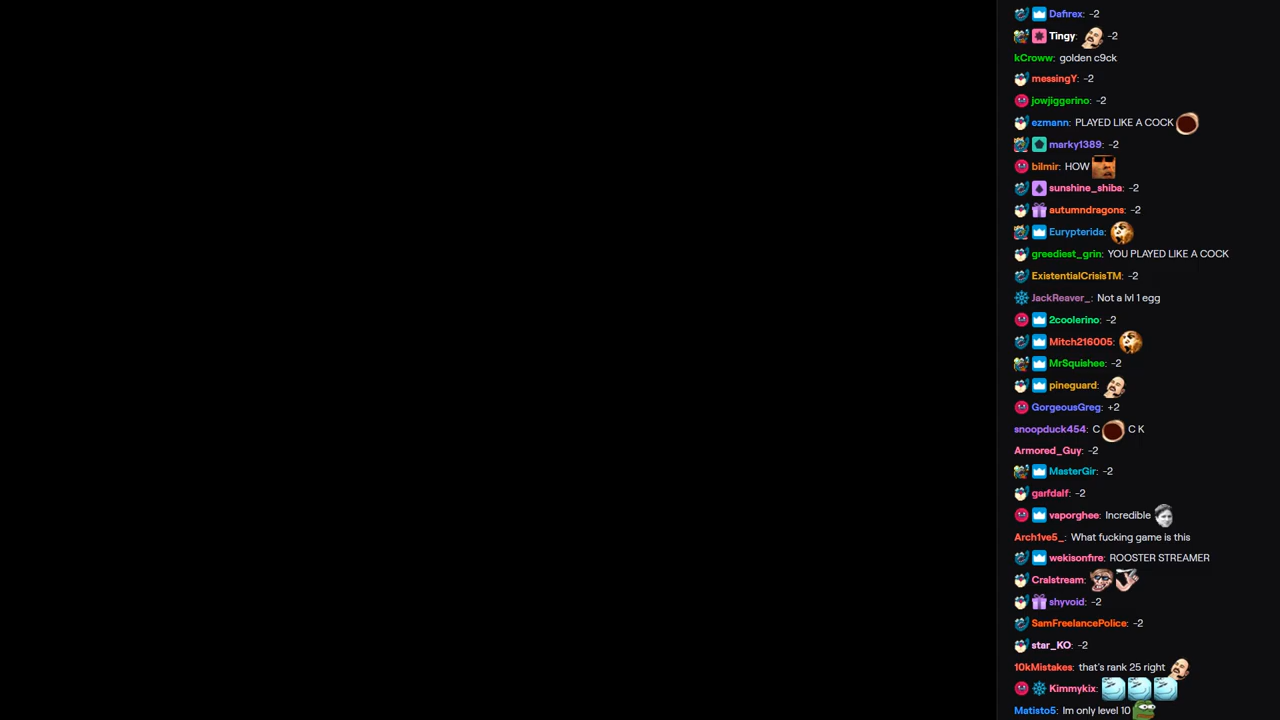 Dafirex: -2
Tingy: -2
kCroww: golden c9ck
messingY: -2
jowjiggerino: -2
ezmann: PLAYED LIKE A COCK
marky1389: -2
bilmir: HOW
sunshine_shiba: -2
autumndragons: -2
Eurypterida:
greediest_grin: YOU PLAYED LIKE A COCK
ExistentialCrisisTM: -2
JackReaver_: Not a lvl 1 egg
2coolerino: -2
Mitch216005:
MrSquishee: -2
pineguard:
GorgeousGreg: +2
snoopduck454: C C K
Armored_Guy: -2
MasterGir: -2
garfdalf: -2
vaporghee: Incredible
Arch1ve5_: What fucking game is this
wekisonfire: ROOSTER STREAMER
Cralstream:
shyvoid: -2
SamFreelancePolice: -2
star_KO: -2
10kMistakes: that's rank 25 right
Kimmykix:
Matisto5: Im only level 10